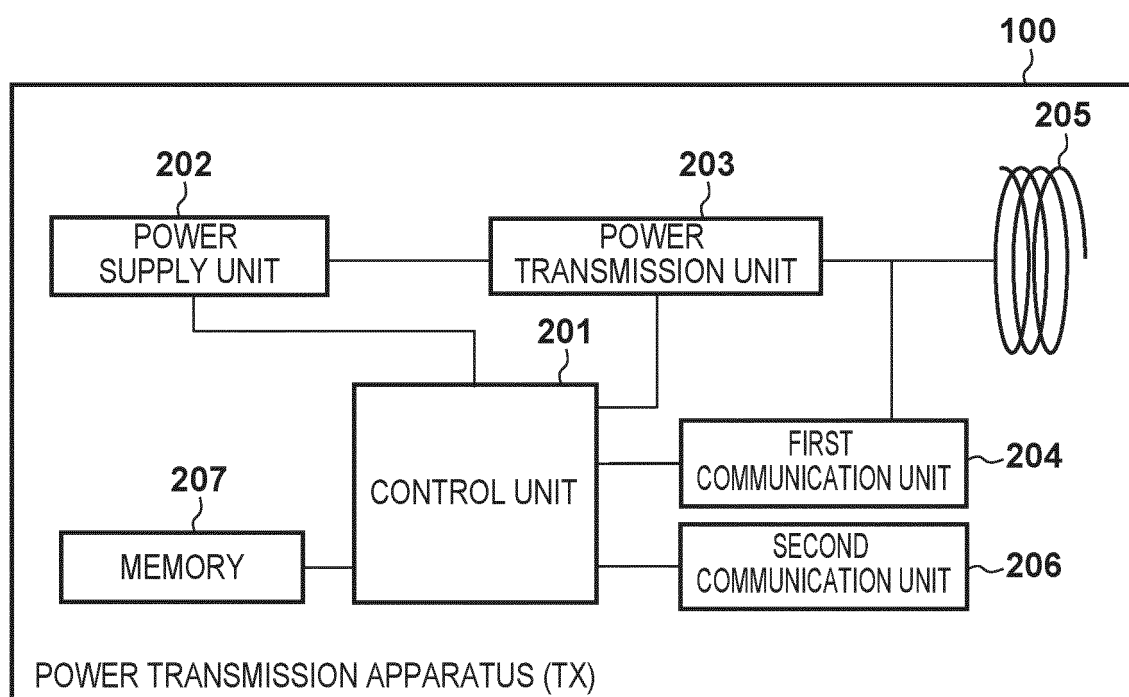 100
205
202
203
POWER
SUPPLY UNIT
POWER
TRANSMISSION UNIT
201
CONTROL UNIT
FIRST
COMMUNICATION UNIT
204
207
MEMORY
SECOND
COMMUNICATION UNIT
206
POWER TRANSMISSION APPARATUS (TX)